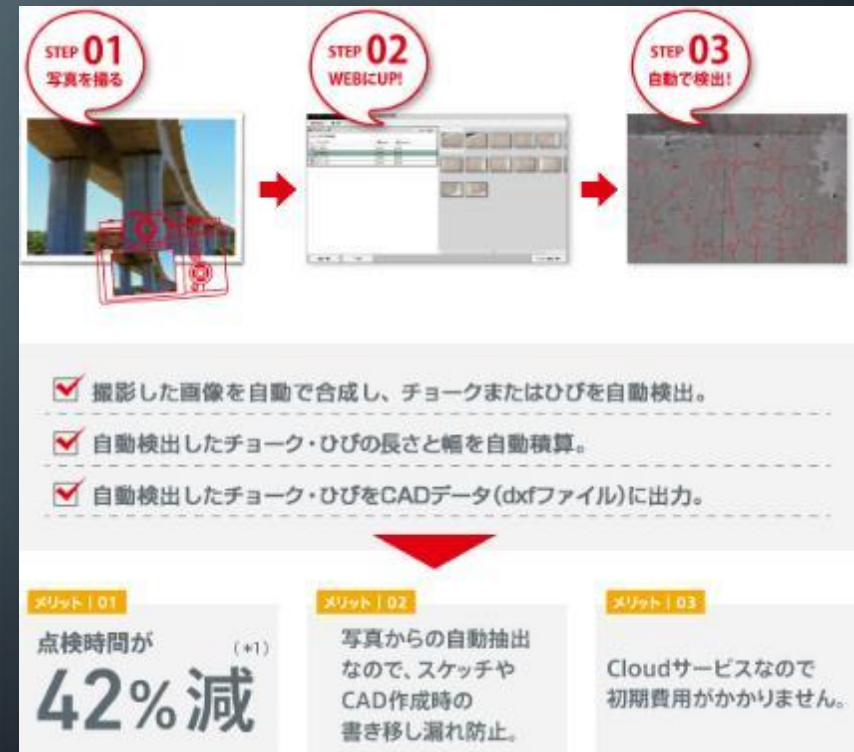 STEP 01
写真を撮る
STEP 02
WEBにUP!
STEP 03
自動で検出!
撮影した画像を自動で合成し、チョークまたはひびを自動検出。
自動検出したチョーク・ひびの長さと幅を自動積算。
自動検出したチョーク・ひびをCADデータ(dxfファイル)に出力。
メリット|01
点検時間が (*1)
42%減
メリット|02
写真からの自動抽出
なので、スケッチや
CAD作成時の
書き移し漏れ防止。
メリット|03
Cloudサービスなので
初期費用がかかりません。